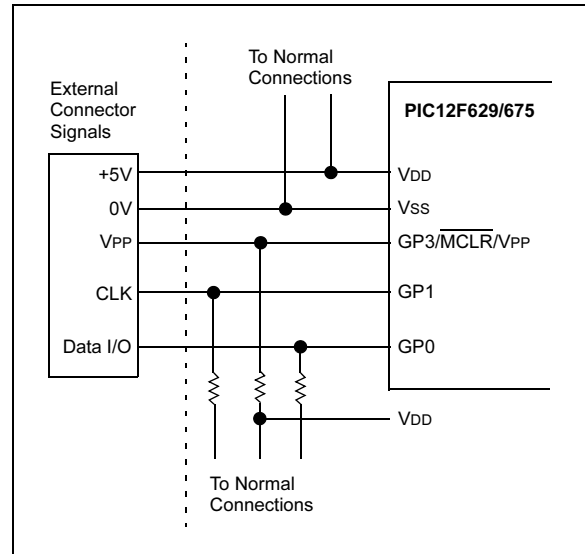 To Normal
Connections
External
Connector
Signals
PIC12F629/675
+5V
VDD
0V
VSS
VPP
GP3/MCLR/VPP
CLK
GP1
Data I/O
GP0
VDD
To Normal
Connections